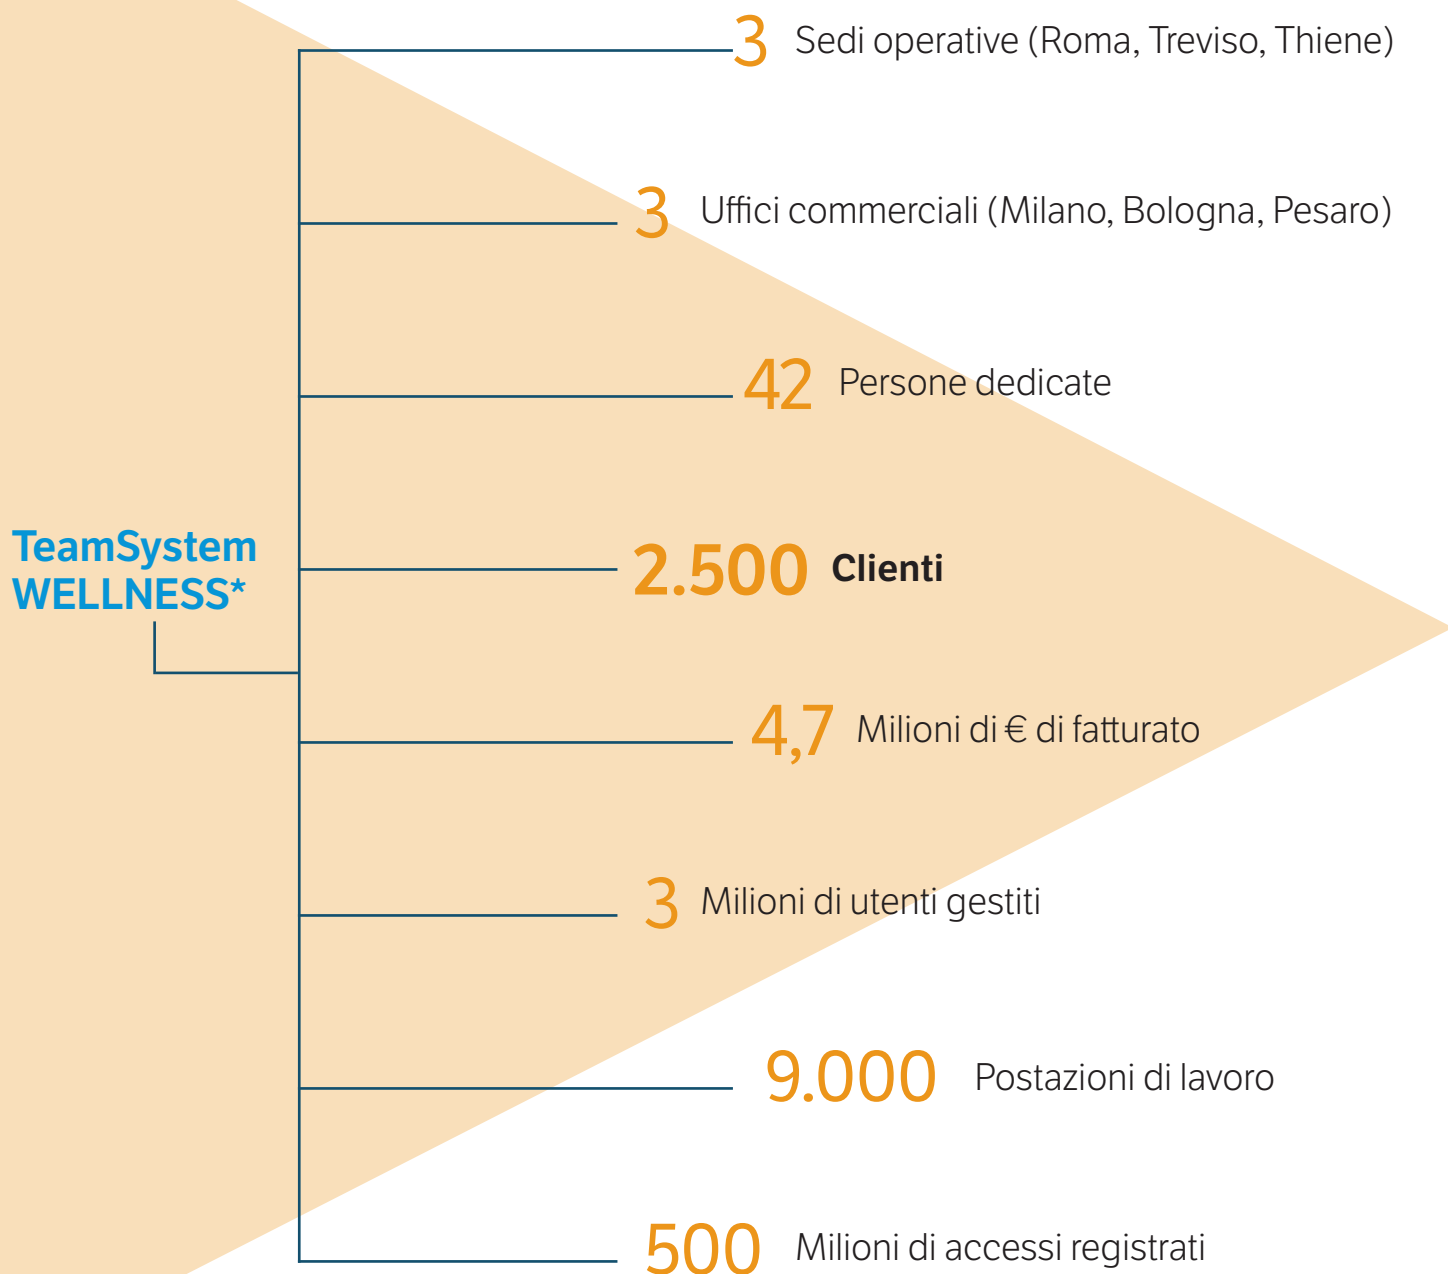 3 Sedi operative (Roma, Treviso, Thiene)
3 Uffici commerciali (Milano, Bologna, Pesaro)
42 Persone dedicate
TeamSystem
WELLNESS*
2.500 Clienti
4,7 Milioni di € di fatturato
3 Milioni di utenti gestiti
9.000 Postazioni di lavoro
500 Milioni di accessi registrati